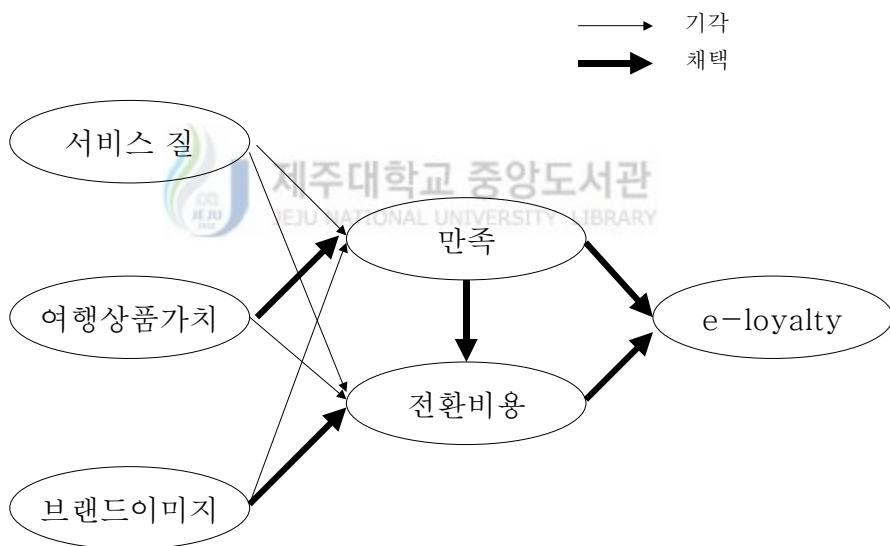 기각
채택
서비스 질
제주대학교 중앙도서관
JEJU NATIONAL UNIVERSITY LIBRARY
JEJU
1952
만족
여행상품가치
e-loyalty
전환비용
브랜드이미지